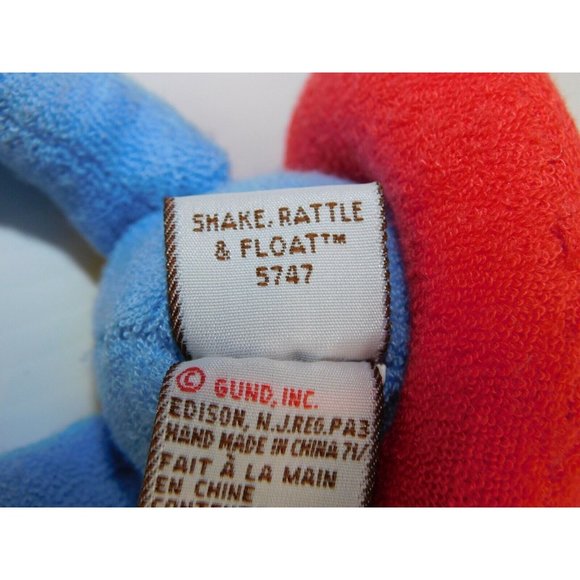 SHAKE, RATTLE
& FLOAT™
5747
© GUND, INC.
EDISON, N.J.REG.PA3
HAND MADE IN CHINA 71/
FAIT À LA MAIN
EN CHINE